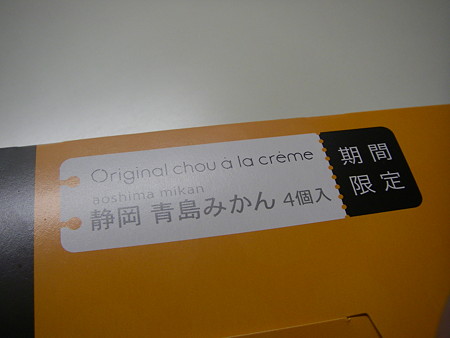 Original chou à la crème
aoshima mikan
静岡 青島みかん 4個入
期間
限定